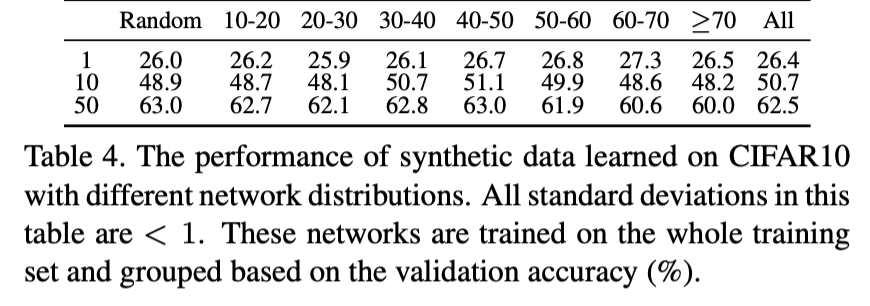 Random 10-20 20-30 30-40 40-50 50-60 60-70 ≥70 All
1 26.0 26.2 25.9 26.1 26.7 26.8 27.3 26.5 26.4
10 48.9 48.7 48.1 50.7 51.1 49.9 48.6 48.2 50.7
50 63.0 62.7 62.1 62.8 63.0 61.9 60.6 60.0 62.5
Table 4. The performance of synthetic data learned on CIFAR10
with different network distributions. All standard deviations in this
table are < 1. These networks are trained on the whole training
set and grouped based on the validation accuracy (%).